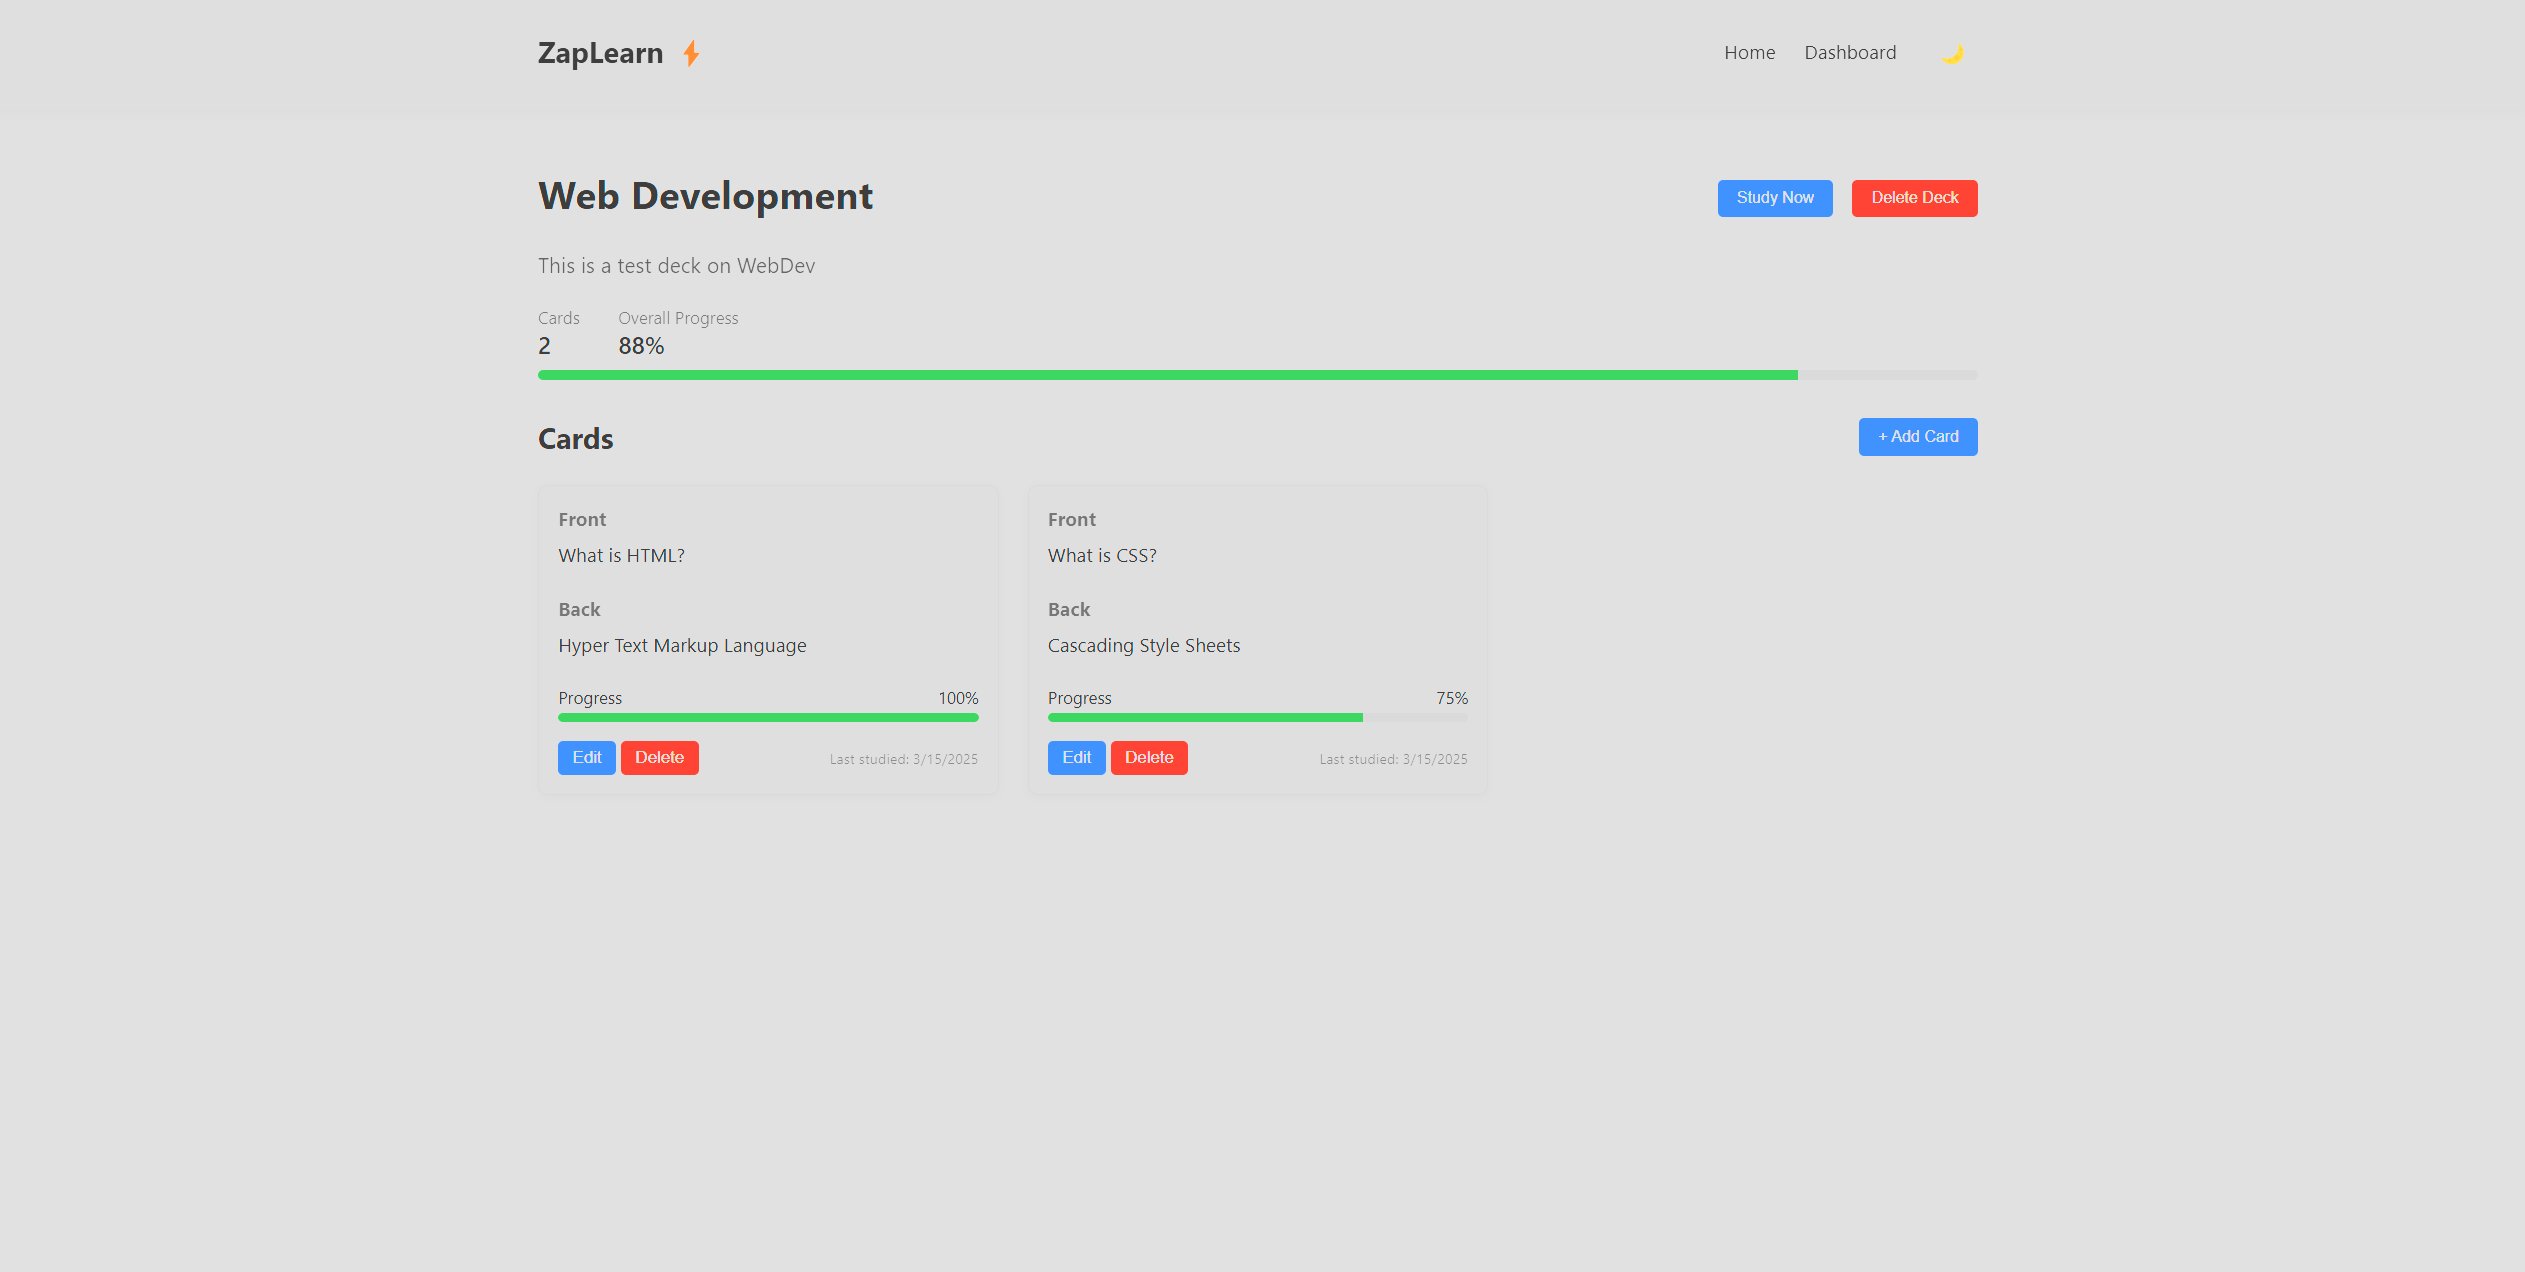 ZapLearn
Home Dashboard
Web Development
Study Now Delete Deck
This is a test deck on WebDev
Cards Overall Progress
2 88%
Cards
+ Add Card
Front
What is HTML?
Back
Hyper Text Markup Language
Progress 100%
Edit Delete Last studied: 3/15/2025
Front
What is CSS?
Back
Cascading Style Sheets
Progress 75%
Edit Delete Last studied: 3/15/2025